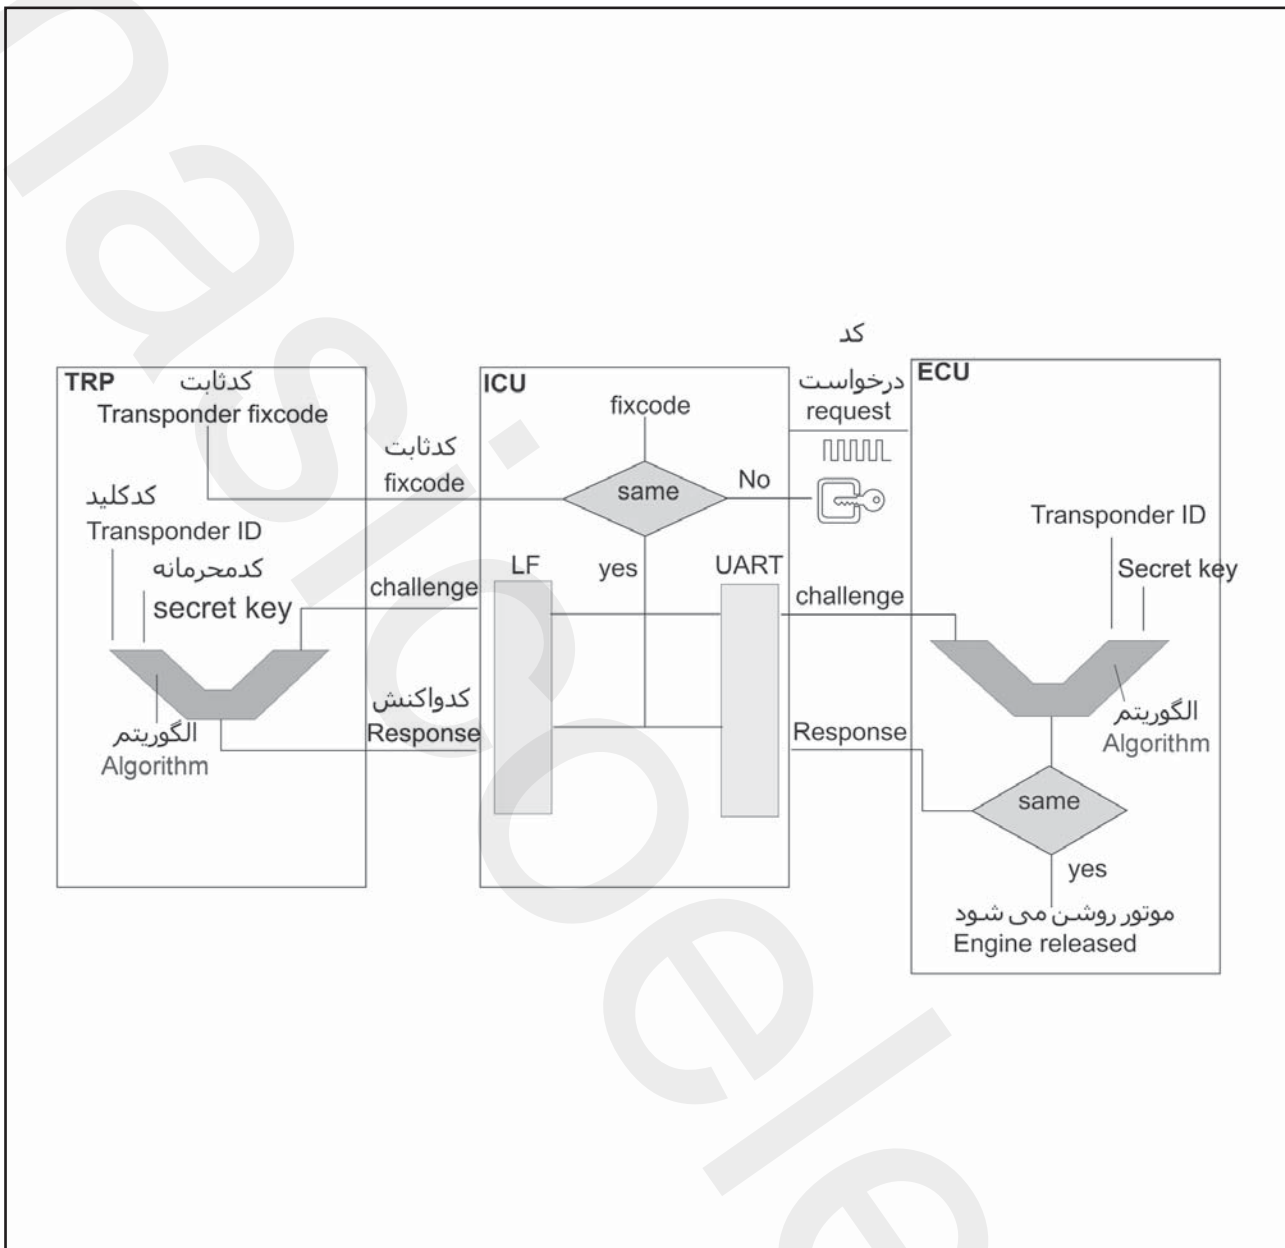 TRP
کدثابت
Transponder fixcode
کدکلید
Transponder ID
کدمحرمانه
secret key
الگوریتم
Algorithm
کدثابت
fixcode
challenge
کدواکنش
Response
ICU
fixcode
same
No
yes
LF
UART
کد
درخواست
request
challenge
Response
ECU
Transponder ID
Secret key
الگوریتم
Algorithm
same
yes
موتور روشن می شود
Engine released